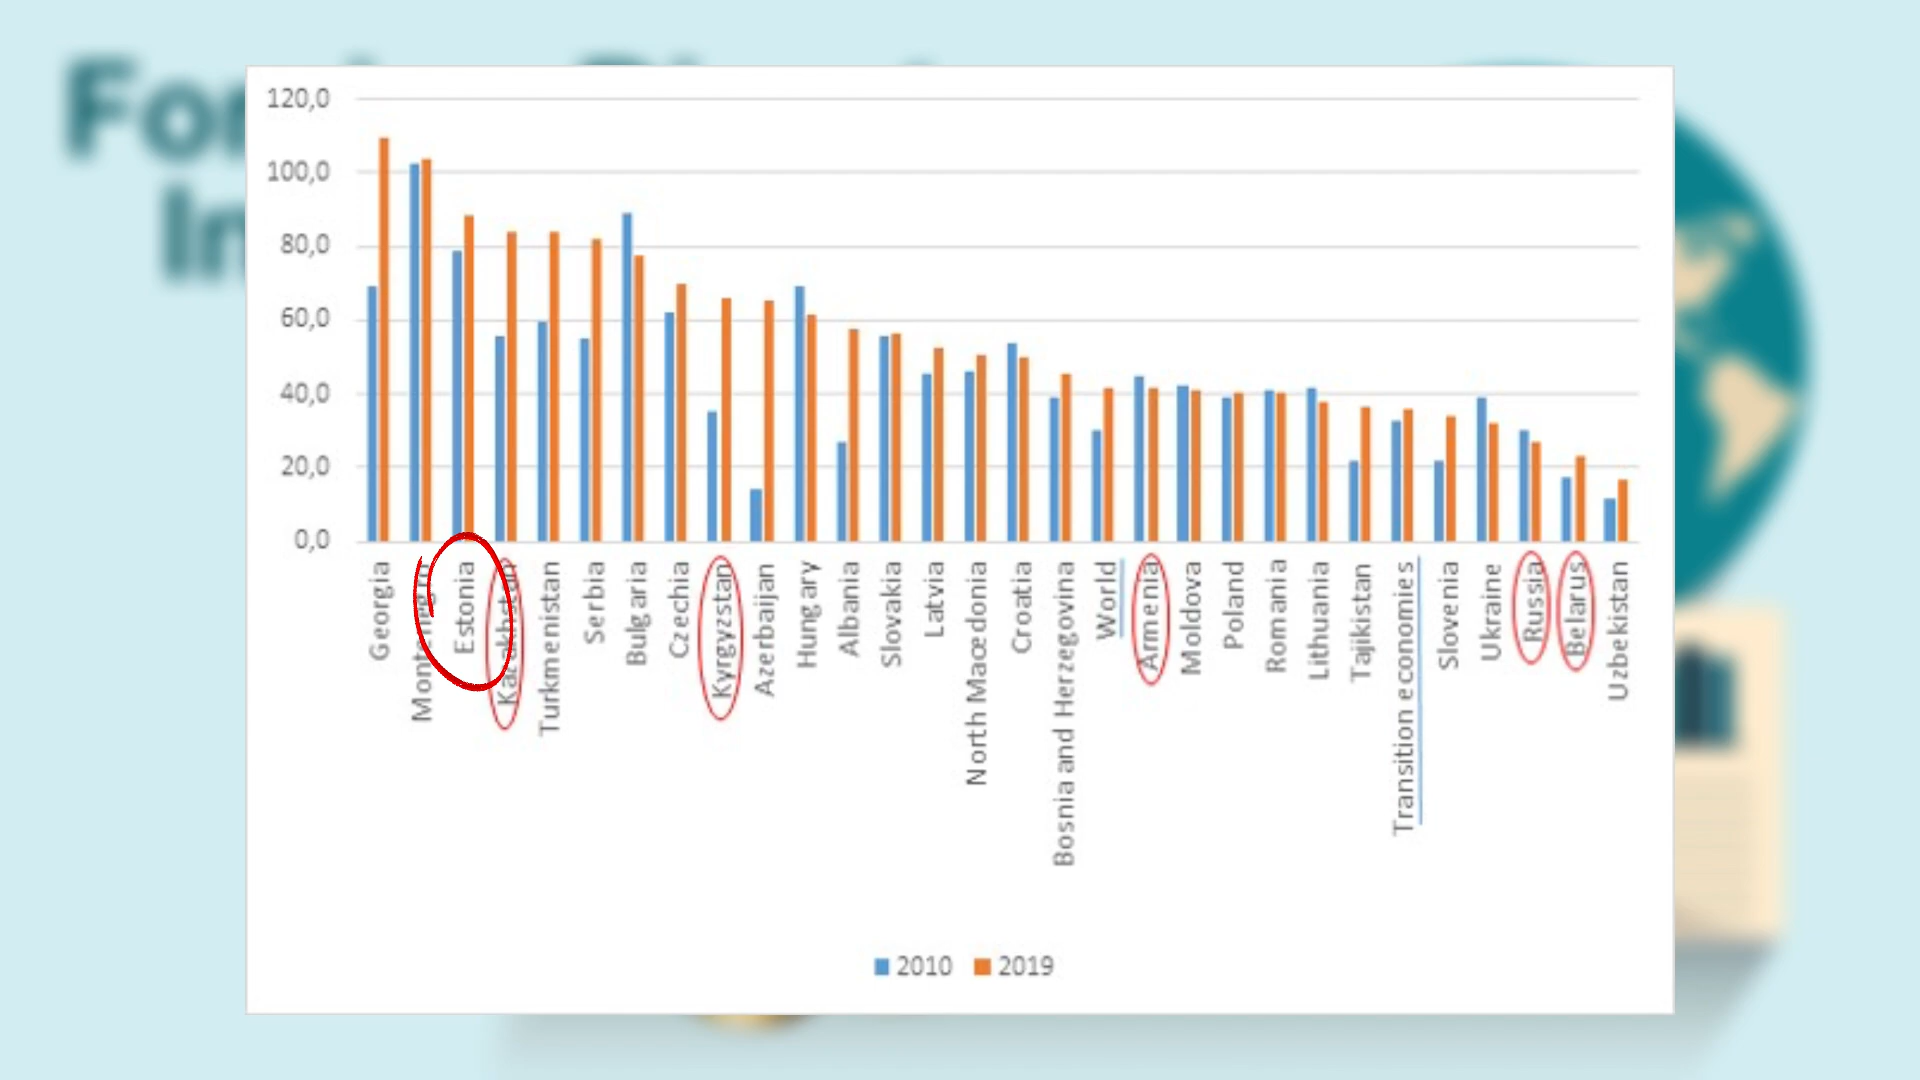 120,0
100,0
80,0
60,0
40,0
20,0
0,0
Georgia
Montenegro
Estonia
Kazakhstan
Turkmenistan
Serbia
Bulgaria
Czechia
Kyrgyzstan
Azerbaijan
Hungary
Albania
Slovakia
Latvia
North Macedonia
Croatia
Bosnia and Herzegovina
World
Armenia
Moldova
Poland
Romania
Lithuania
Tajikistan
Transition economies
Slovenia
Ukraine
Russia
Belarus
Uzbekistan
2010 2019